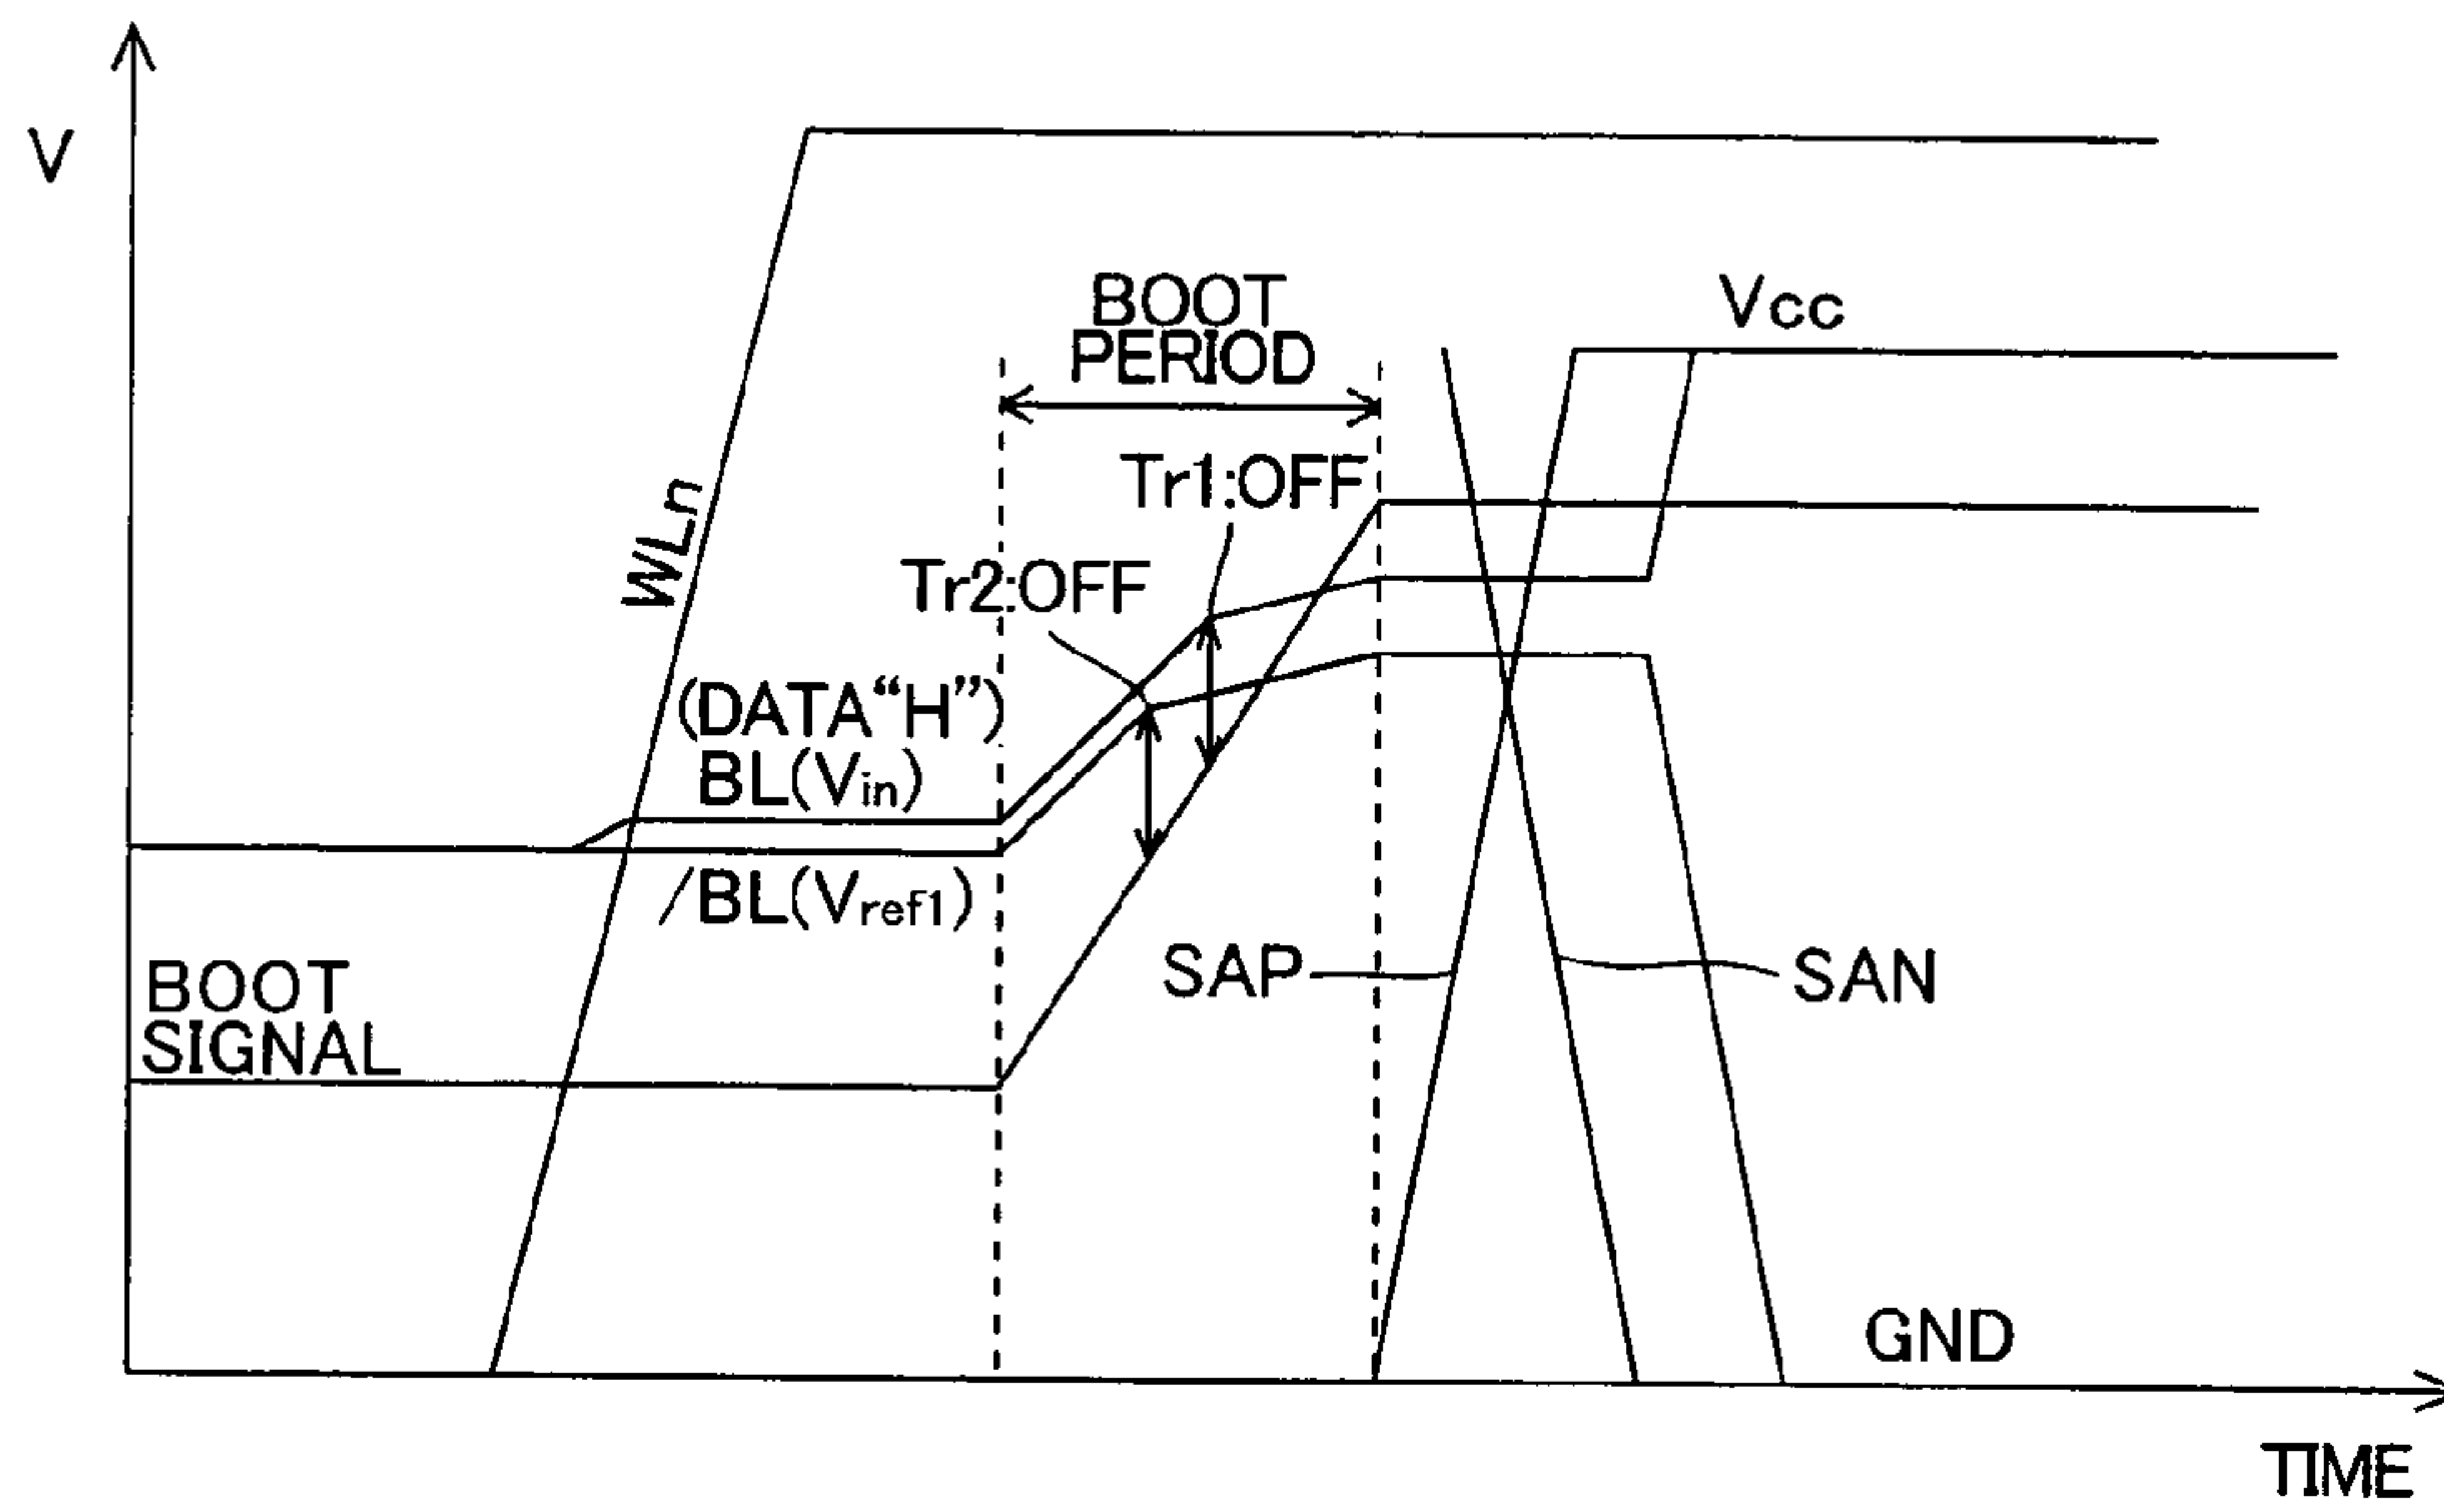 V
BOOT
PERIOD
Vcc
Tr1:OFF
WLn
Tr2:OFF
(DATA“H”)
BL(Vin)
/BL(Vref1)
BOOT
SIGNAL
SAP
SAN
GND
TIME